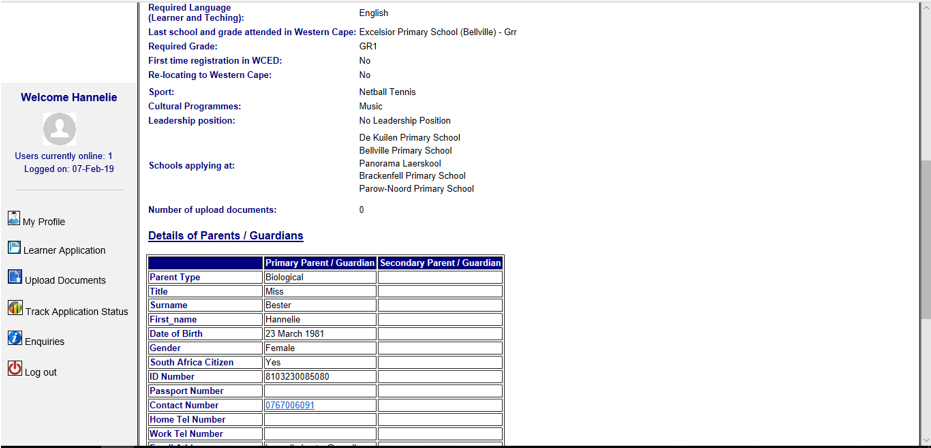 Required Language
(Learner and Teching): English
Last school and grade attended in Western Cape: Excelsior Primary School (Bellville) - Grr
Required Grade: GR1
First time registration in WCED: No
Re-locating to Western Cape: No
Sport: Netball Tennis
Cultural Programmes: Music
Leadership position: No Leadership Position
Schools applying at: De Kuilen Primary School
Bellville Primary School
Panorama Laerskool
Brackenfell Primary School
Parow-Noord Primary School
Number of upload documents: 0
Welcome Hannelie
Users currently online: 1
Logged on: 07-Feb-19
My Profile
Learner Application
Upload Documents
Track Application Status
Enquiries
Log out
Details of Parents / Guardians
Primary Parent / Guardian Secondary Parent / Guardian
Parent Type Biological
Title Miss
Surname Bester
First_name Hannelie
Date of Birth 23 March 1981
Gender Female
South Africa Citizen Yes
ID Number 8103230085080
Passport Number
Contact Number 0767006091
Home Tel Number
Work Tel Number